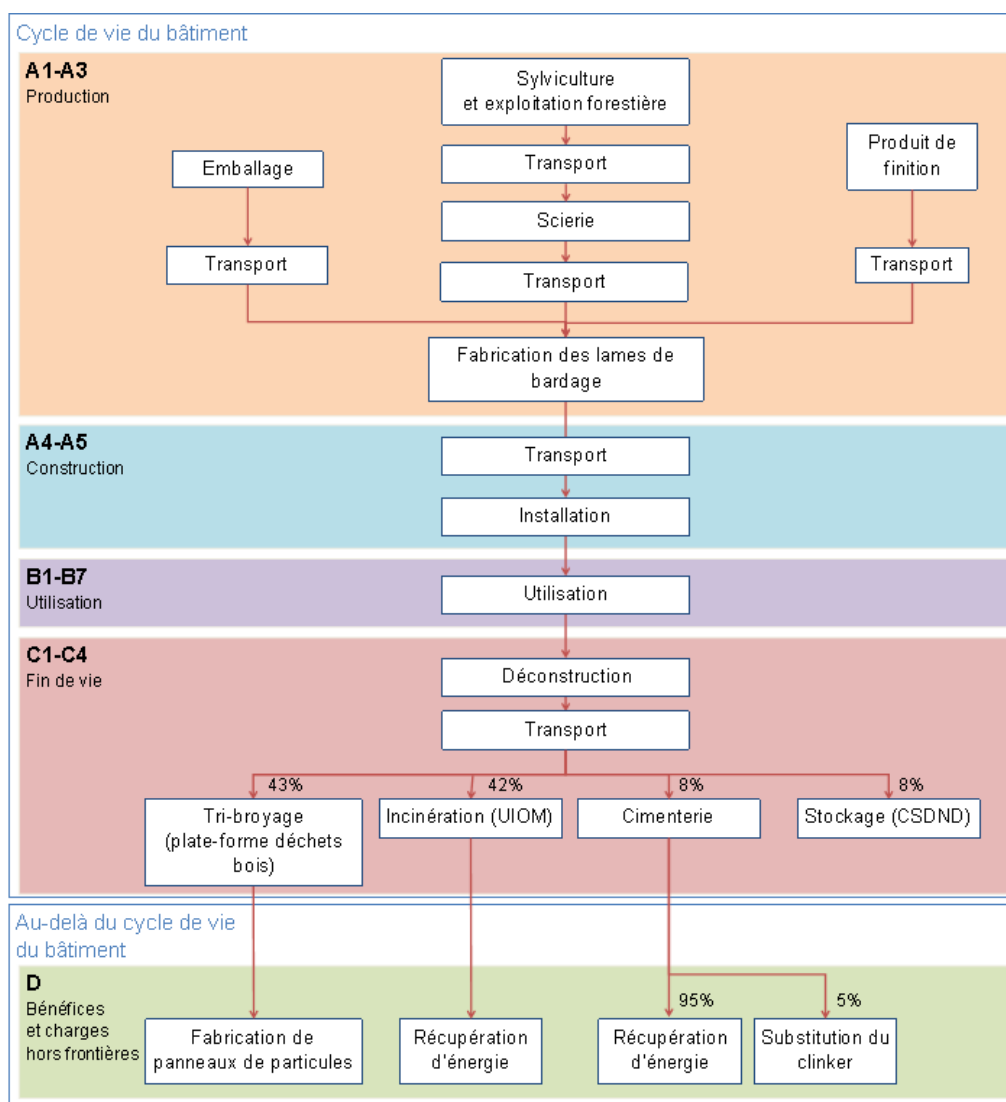 Cycle de vie du bâtiment
A1-A3
Production
Sylviculture
et exploitation forestière
Transport
Emballage
Produit de
finition
Scierie
Transport
Transport
Transport
Fabrication des lames de
bardage
A4-A5
Construction
Transport
Installation
B1-B7
Utilisation
Utilisation
C1-C4
Fin de vie
Déconstruction
Transport
43%
42%
8%
8%
Tri-broyage
(plate-forme déchets
bois)
Incinération (UIOM)
Cimenterie
Stockage (CSDND)
Au-delà du cycle de vie
du bâtiment
D
Bénéfices
et charges
hors frontières
95%
5%
Fabrication de
panneaux de particules
Récupération
d'énergie
Récupération
d'énergie
Substitution du
clinker